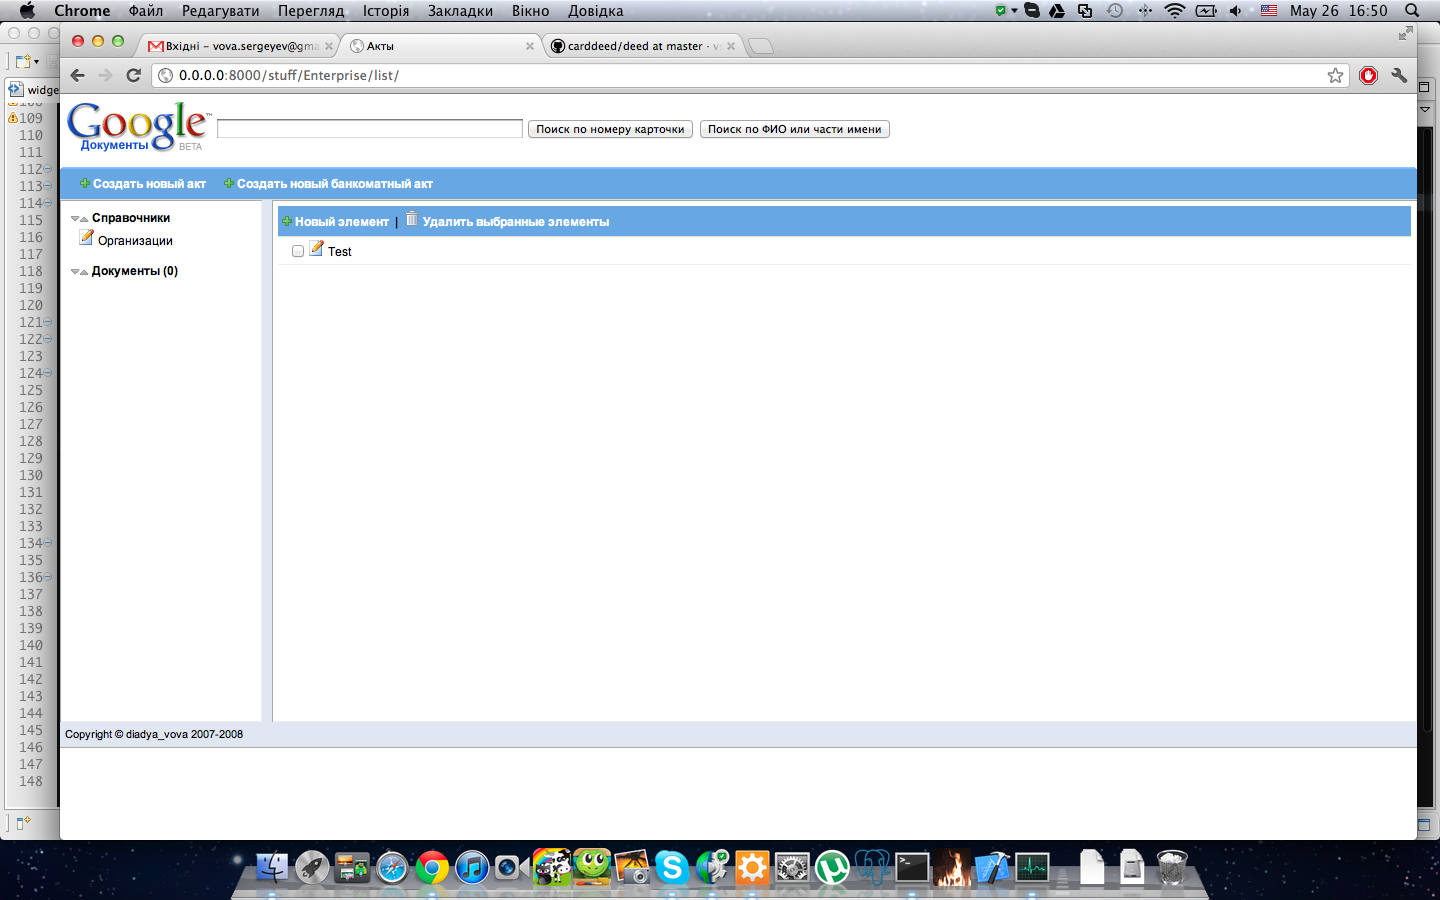 Chrome Файл Редагувати Перегляд Історія Закладки Вікно Довідка May 26 16:50
Вхідні – vova.sergeyev@gma
Акты
carddeed/deed at master · v
0.0.0.0:8000/stuff/Enterprise/list/
widge
Google™
Документы BETA
Поиск по номеру карточки Поиск по ФИО или части имени
Создать новый акт Создать новый банкоматный акт
Справочники
Организации
Документы (0)
Новый элемент | Удалить выбранные элементы
Test
Copyright © diadya_vova 2007-2008
109
110
111
112
113
114
115
116
117
118
119
120
121
122
123
124
125
126
127
128
129
130
131
132
133
134
135
136
137
138
139
140
141
142
143
144
145
146
147
148